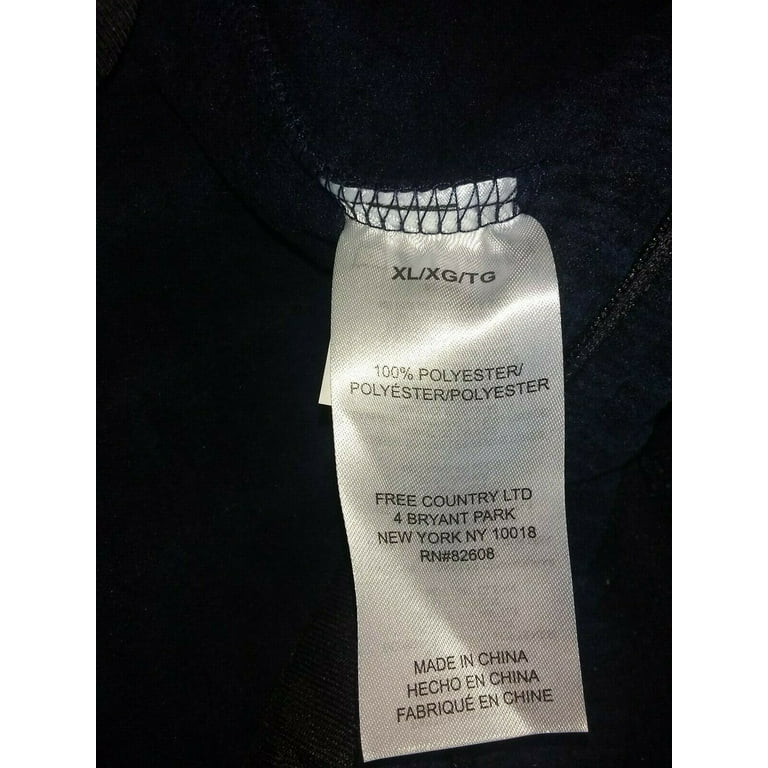 XL/XG/TG
100% POLYESTER/
POLYÉSTER/POLYESTER
FREE COUNTRY LTD
4 BRYANT PARK
NEW YORK NY 10018
RN#82608
MADE IN CHINA
HECHO EN CHINA
FABRIQUÉ EN CHINE